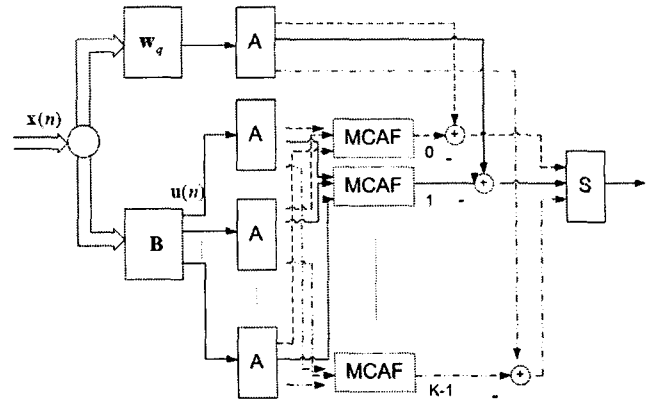 w_q
A
x(n)
A
MCAF
+
0
-
MCAF
+
S
u(n)
1
-
A
B
A
MCAF
+
K-1
-